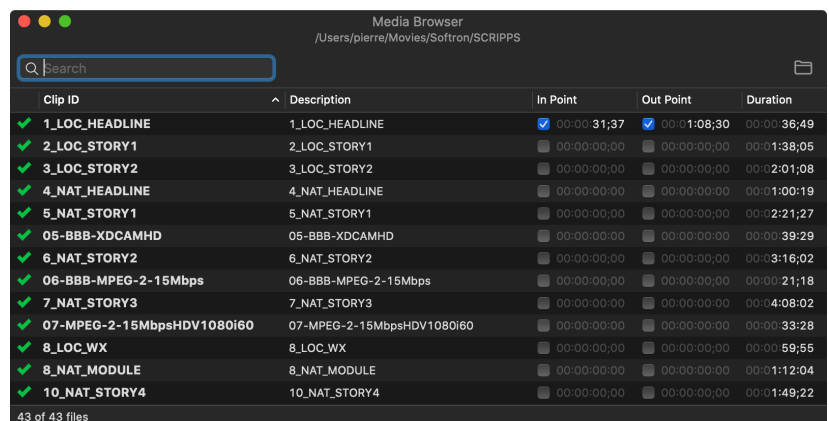 Media Browser
/Users/pierre/Movies/Softron/SCRIPPS
Search
Clip ID Description In Point Out Point Duration
1_LOC_HEADLINE 1_LOC_HEADLINE 00:00:31;37 00:01:08;30 00:00:36;49
2_LOC_STORY1 2_LOC_STORY1 00:00:00;00 00:00:00;00 00:01:38;05
3_LOC_STORY2 3_LOC_STORY2 00:00:00;00 00:00:00;00 00:02:01;08
4_NAT_HEADLINE 4_NAT_HEADLINE 00:00:00;00 00:00:00;00 00:01:00:19
5_NAT_STORY1 5_NAT_STORY1 00:00:00;00 00:00:00;00 00:02:21;27
05-BBB-XDCAMHD 05-BBB-XDCAMHD 00:00:00;00 00:00:00;00 00:00:39:29
6_NAT_STORY2 6_NAT_STORY2 00:00:00;00 00:00:00;00 00:03:16;02
06-BBB-MPEG-2-15Mbps 06-BBB-MPEG-2-15Mbps 00:00:00;00 00:00:00;00 00:00:21;18
7_NAT_STORY3 7_NAT_STORY3 00:00:00:00 00:00:00:00 00:04:08:02
07-MPEG-2-15MbpsHDV1080i60 07-MPEG-2-15MbpsHDV1080i60 00:00:00;00 00:00:00;00 00:00:33:28
8_LOC_WX 8_LOC_WX 00:00:00;00 00:00:00;00 00:00:59;55
8_NAT_MODULE 8_NAT_MODULE 00:00:00;00 00:00:00;00 00:01:12:04
10_NAT_STORY4 10_NAT_STORY4 00:00:00;00 00:00:00;00 00:01:49;22
43 of 43 files